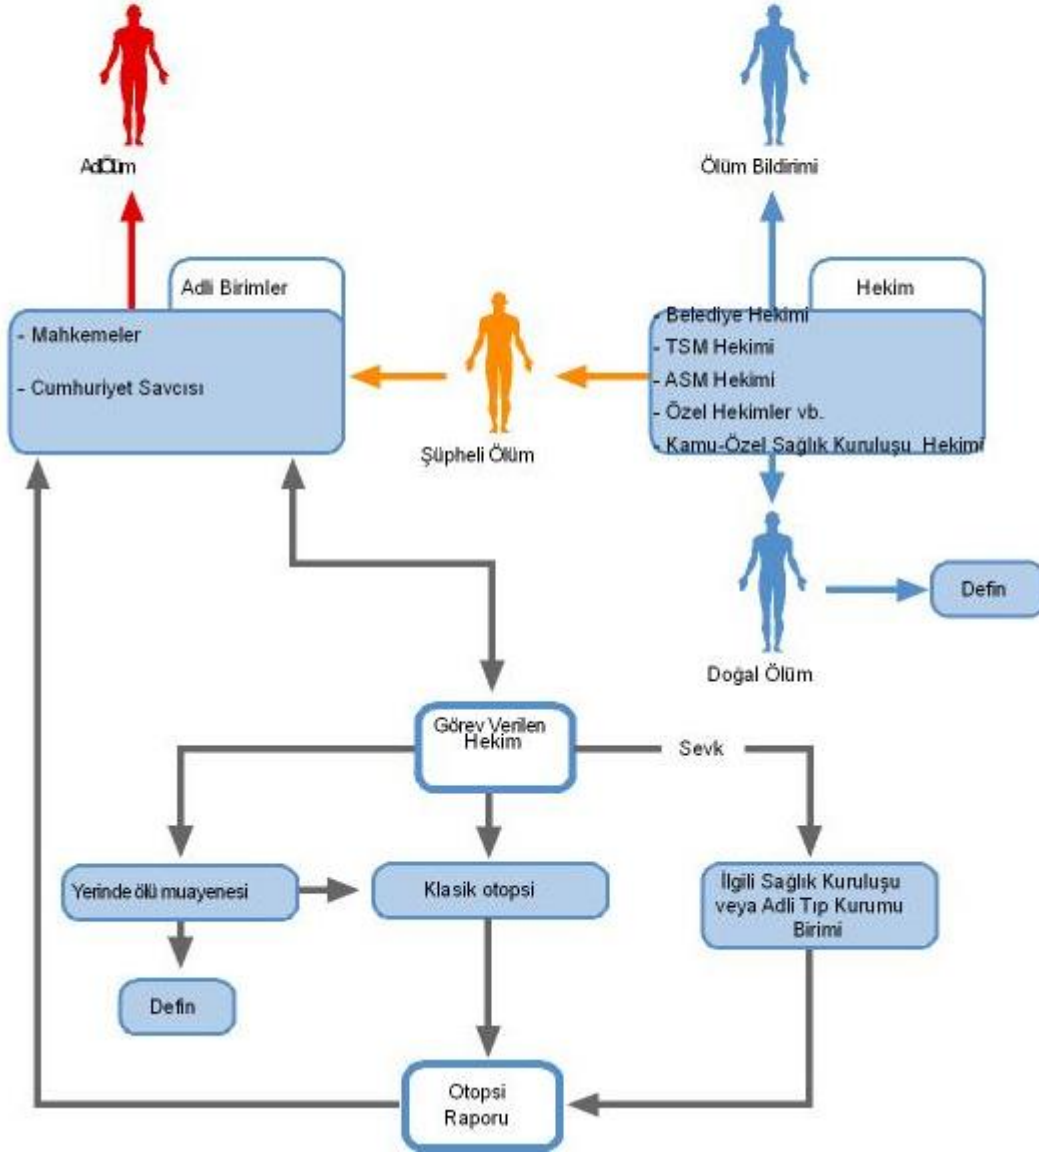 AdlÖlüm
Ölüm Bildirimi
Adli Birimler
- Mahkemeler
- Cumhuriyet Savcısı
Şüpheli Ölüm
Hekim
- Belediye Hekimi
- TSM Hekimi
- ASM Hekimi
- Özel Hekimler vb.
- Kamu-Özel Sağlık Kuruluşu Hekimi
Defin
Doğal Ölüm
Görev Verilen
Hekim
Sevk
Yerinde ölü muayenesi
Klasik otopsi
İlgili Sağlık Kuruluşu
veya Adli Tıp Kurumu
Birimi
Defin
Otopsi
Raporu